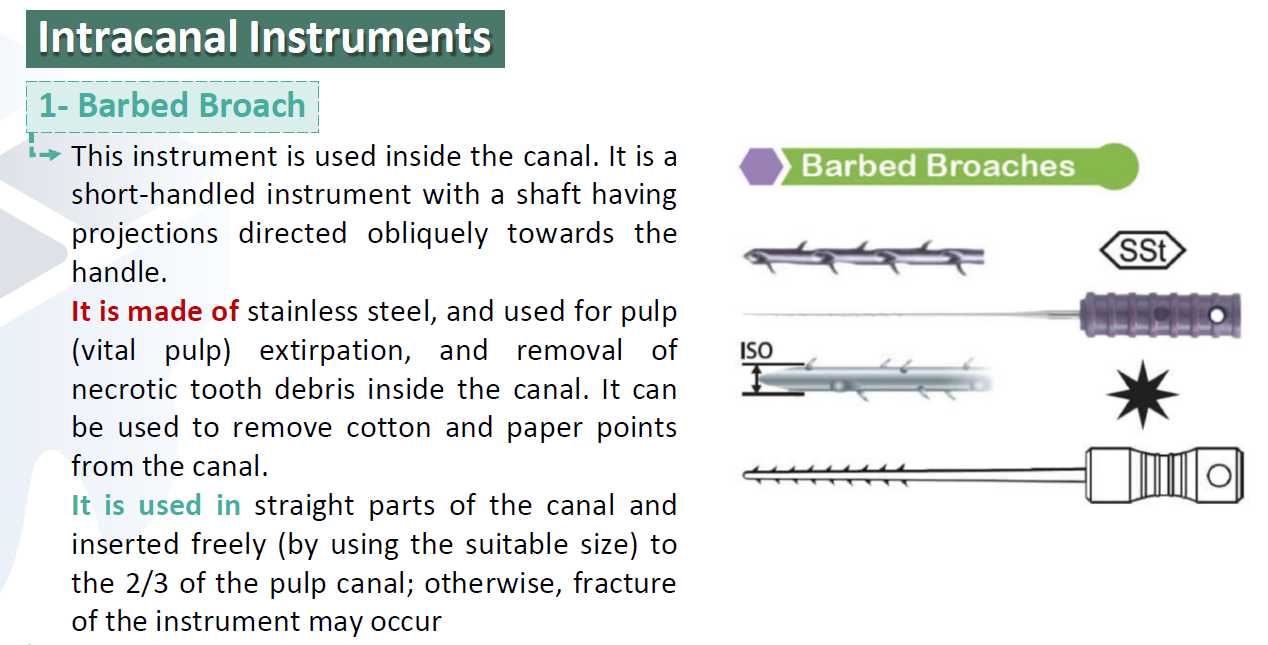 Intracanal Instruments
1- Barbed Broach
This instrument is used inside the canal. It is a
short-handled instrument with a shaft having
projections directed obliquely towards the
handle.
It is made of stainless steel, and used for pulp
(vital pulp) extirpation, and removal of
necrotic tooth debris inside the canal. It can
be used to remove cotton and paper points
from the canal.
It is used in straight parts of the canal and
inserted freely (by using the suitable size) to
the 2/3 of the pulp canal; otherwise, fracture
of the instrument may occur
Barbed Broaches
SSt
ISO